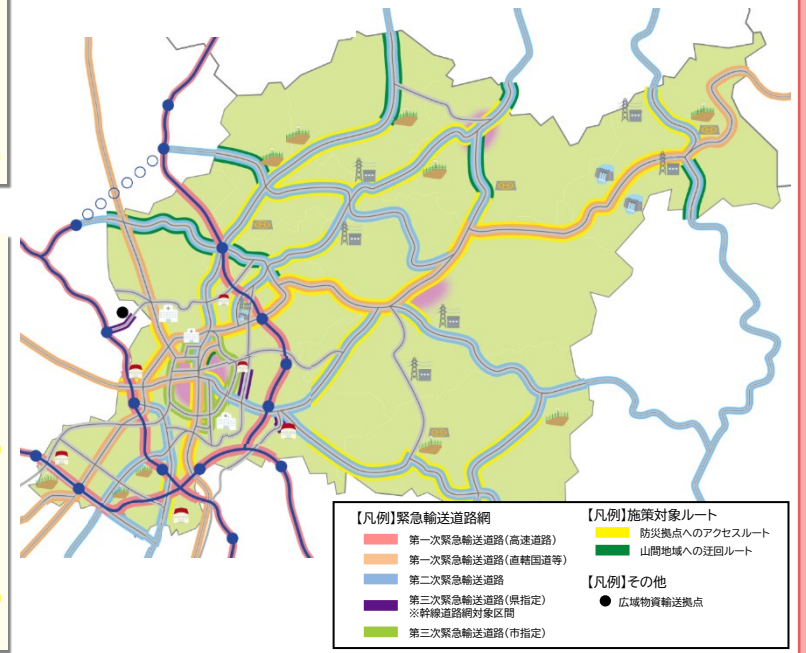 【凡例】緊急輸送道路網
第一次緊急輸送道路(高速道路)
第一次緊急輸送道路(直轄国道等)
第二次緊急輸送道路
第三次緊急輸送道路(県指定)
※幹線道路網対象区間
第三次緊急輸送道路(市指定)
【凡例】施策対象ルート
防災拠点へのアクセスルート
山間地域への迂回ルート
【凡例】その他
広域物資輸送拠点